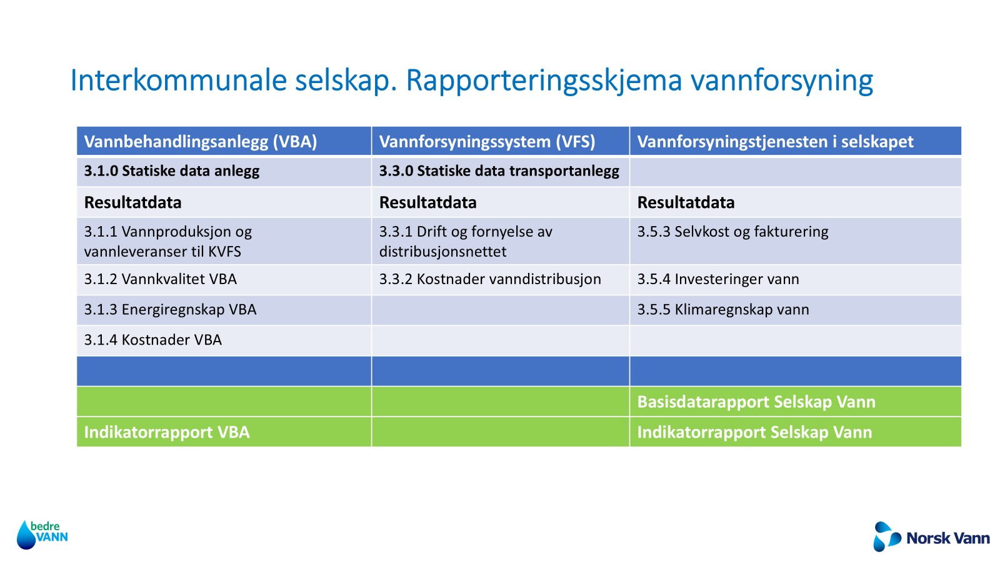 Interkommunale selskap. Rapporteringsskjema vannforsyning
Vannbehandlingsanlegg (VBA) Vannforsyningssystem (VFS) Vannforsyningstjenesten i selskapet
3.1.0 Statiske data anlegg 3.3.0 Statiske data transportanlegg
Resultatdata Resultatdata Resultatdata
3.1.1 Vannproduksjon og 3.3.1 Drift og fornyelse av 3.5.3 Selvkost og fakturering
vannleveranser til KVFS distribusjonsnettet
3.1.2 Vannkvalitet VBA 3.3.2 Kostnader vanndistribusjon 3.5.4 Investeringer vann
3.1.3 Energiregnskap VBA 3.5.5 Klimaregnskap vann
3.1.4 Kostnader VBA
Basisdatarapport Selskap Vann
Indikatorrapport VBA Indikatorrapport Selskap Vann
bedre
VANN
Norsk Vann